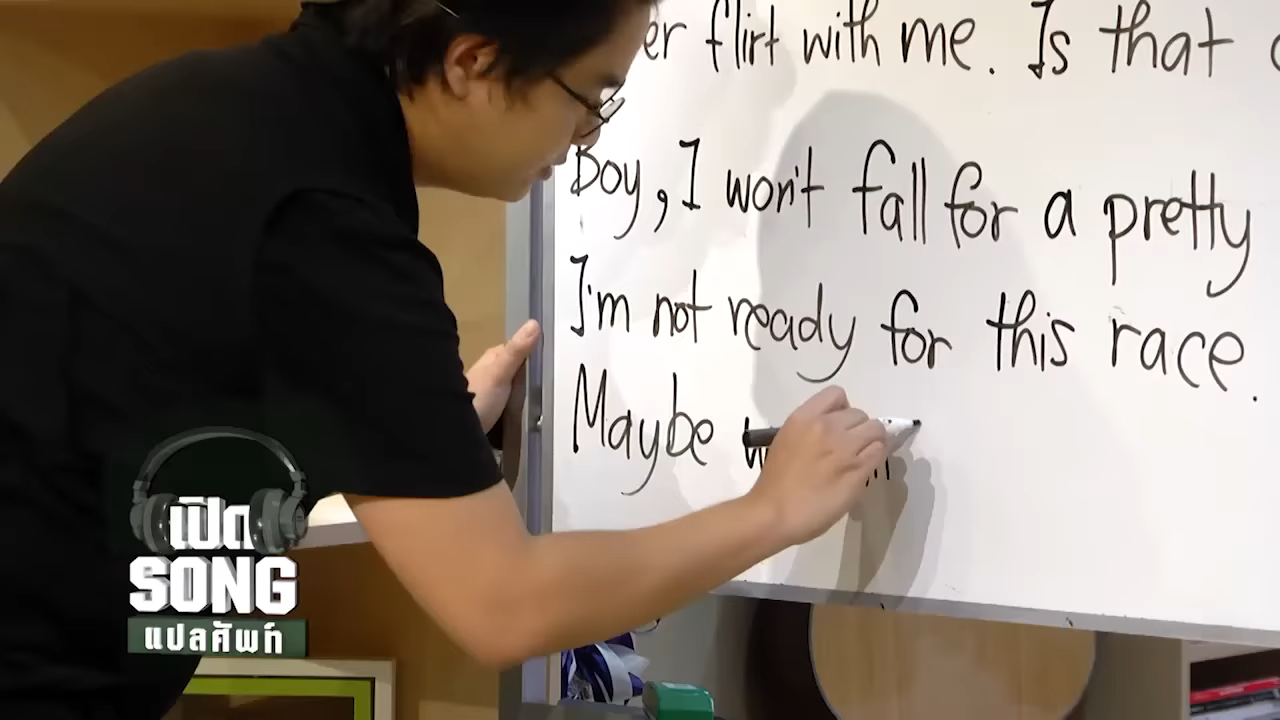 er flirt with me. Is that
Boy, I won't fall for a pretty
I'm not ready for this race.
Maybe
เปิด
SONG
แปลศัพท์